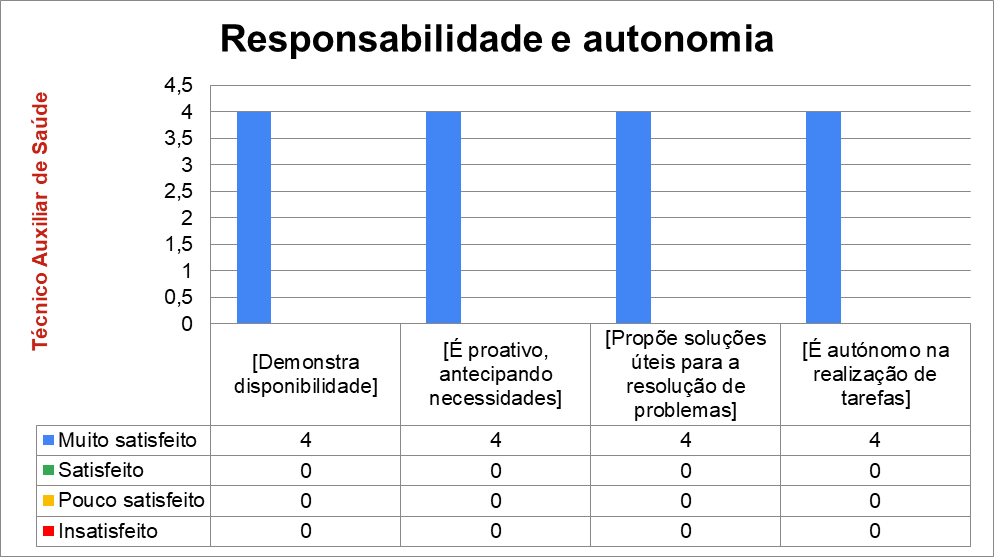 Responsabilidade e autonomia
Técnico Auxiliar de Saúde
4,5
4
3,5
3
2,5
2
1,5
1
0,5
0
[Demonstra
disponibilidade]
[É proativo,
antecipando
necessidades]
[Propõe soluções
úteis para a
resolução de
problemas]
[É autónomo na
realização de
tarefas]
Muito satisfeito 4 4 4 4
Satisfeito 0 0 0 0
Pouco satisfeito 0 0 0 0
Insatisfeito 0 0 0 0